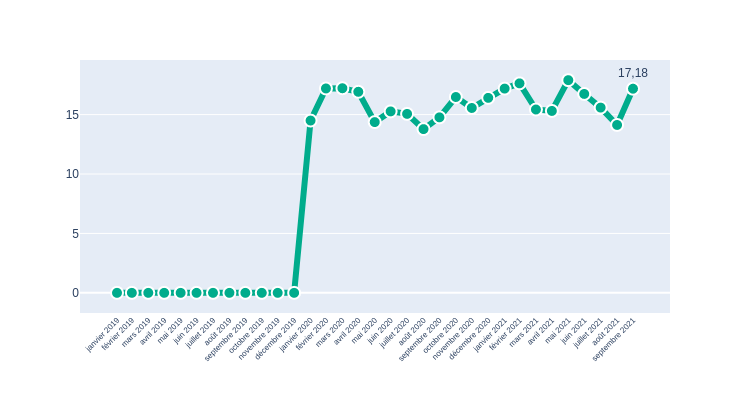 17,18
15
10
5
0
janvier 2019
février 2019
mars 2019
avril 2019
mai 2019
juin 2019
juillet 2019
août 2019
septembre 2019
octobre 2019
novembre 2019
décembre 2019
janvier 2020
février 2020
mars 2020
avril 2020
mai 2020
juin 2020
juillet 2020
août 2020
septembre 2020
octobre 2020
novembre 2020
décembre 2020
janvier 2021
février 2021
mars 2021
avril 2021
mai 2021
juin 2021
juillet 2021
août 2021
septembre 2021